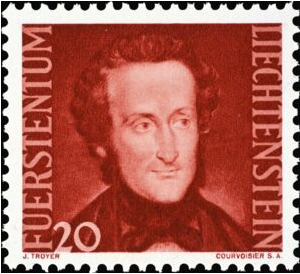 FUERSTENTUM
LIECHTENSTEIN
20
J. TROYER
COURVOISIER S. A.